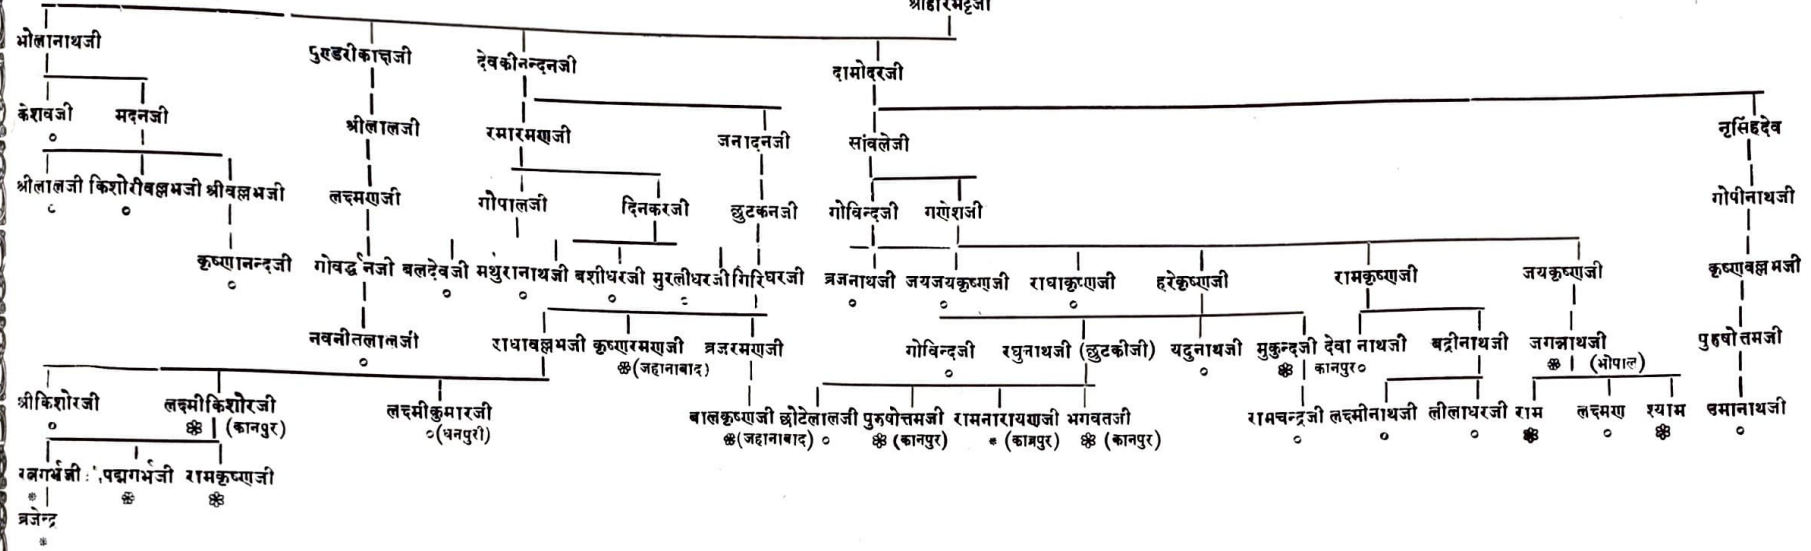 श्रीहरिभट्टजी
भोलानाथजी पुण्डरीकाक्षजी देवकीनन्दनजी दामोदरजी
केशवजी मदनजी श्रीलालजी रमारमणजी जनादनजी सांवलेजी नृसिंहदेव
श्रीलालजी किशोरीवल्लभजी श्रीवल्लभजी लक्ष्मणजी गोपालजी दिनकरजी छुटकनजी गोविन्दजी गणेशजी गोपीनाथजी
कृष्णानन्दजी गोवर्द्धनजी बलदेवजी मथुरानाथजी बशीधरजी मुरलीधरजी गिरिधरजी ब्रजनाथजी जयजयकृष्णजी राधाकृष्णजी हरेकृष्णजी रामकृष्णजी जयकृष्णजी कृष्णवल्लभजी
नवनीतलालजी राधावल्लभजी कृष्णरमणजी ब्रजरमणजी गोविन्दजी रघुनाथजी (छुटकीजी) यदुनाथजी मुकुन्दजी देवा नाथजी बद्रीनाथजी जगन्नाथजी पुरुषोत्तमजी
(जहानाबाद) कानपुर (भोपाल)
श्रीकिशोरजी लक्ष्मीकिशोरजी लक्ष्मीकुमारजी बालकृष्णजी छोटेलालजी पुरुषोत्तमजी रामनारायणजी भगवतजी रामचन्द्रजी लक्ष्मीनाथजी लीलाधरजी राम लक्ष्मण श्याम उमानाथजी
(कानपुर) (धनपुरी) (जहानाबाद) (कानपुर) (कानपुर) (कानपुर)
रत्नगर्भजी पद्मगर्भजी रामकृष्णजी
ब्रजेन्द्र